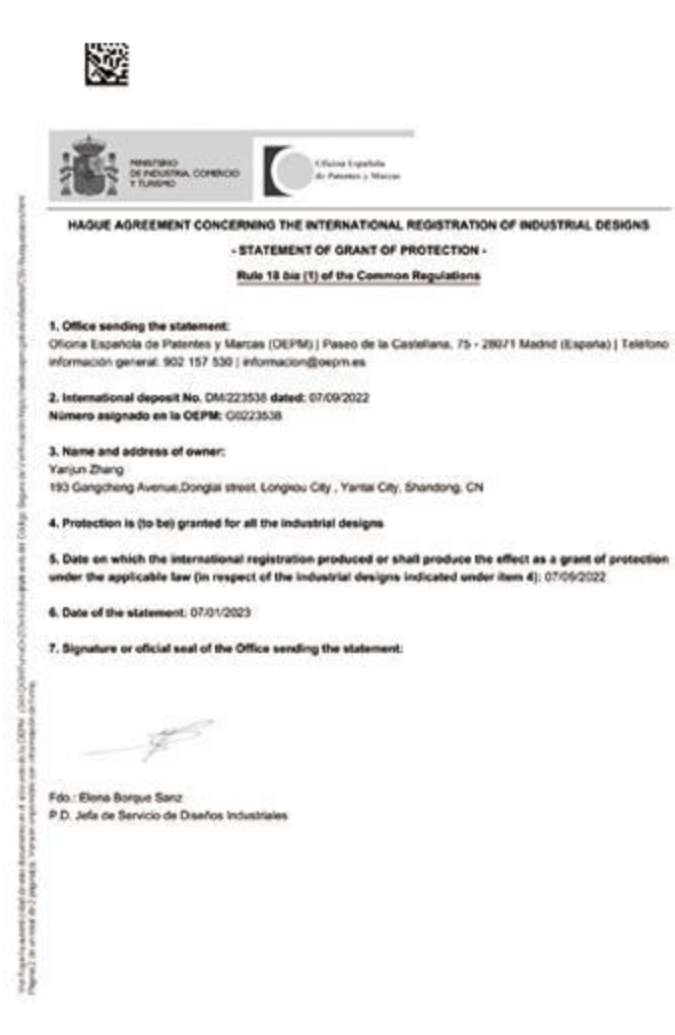 MINISTERIO
DE INDUSTRIA, COMERCIO
Y TURISMO
Oficina Española
de Patentes y Marcas
HAGUE AGREEMENT CONCERNING THE INTERNATIONAL REGISTRATION OF INDUSTRIAL DESIGNS
- STATEMENT OF GRANT OF PROTECTION -
Rule 18 bis (1) of the Common Regulations
1. Office sending the statement:
Oficina Española de Patentes y Marcas (OEPM) | Paseo de la Castellana, 75 - 28071 Madrid (España) | Teléfono
información general: 902 157 530 | informacion@oepm.es
2. International deposit No. DM/223538 dated: 07/09/2022
Número asignado en la OEPM: G0223538
3. Name and address of owner:
Yanjun Zhang
193 Gangcheng Avenue,Donglai street, Longkou City , Yantai City, Shandong, CN
4. Protection is (to be) granted for all the industrial designs
5. Date on which the international registration produced or shall produce the effect as a grant of protection
under the applicable law (in respect of the industrial designs indicated under item 4): 07/09/2022
6. Date of the statement: 07/01/2023
7. Signature or oficial seal of the Office sending the statement:
Fdo.: Elena Borque Sanz
P.D. Jefa de Servicio de Diseños Industriales